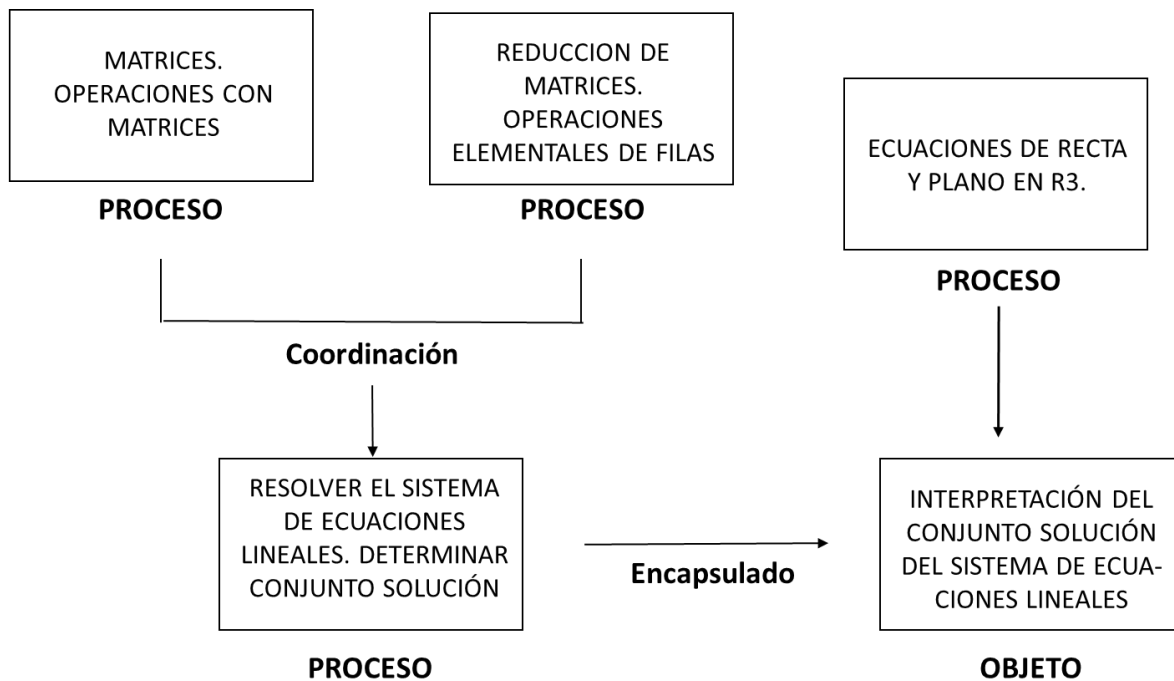 MATRICES.
OPERACIONES CON
MATRICES
PROCESO
REDUCCION DE
MATRICES.
OPERACIONES
ELEMENTALES DE FILAS
PROCESO
ECUACIONES DE RECTA
Y PLANO EN R3.
PROCESO
Coordinación
RESOLVER EL SISTEMA
DE ECUACIONES
LINEALES. DETERMINAR
CONJUNTO SOLUCIÓN
PROCESO
Encapsulado
INTERPRETACIÓN DEL
CONJUNTO SOLUCIÓN
DEL SISTEMA DE ECUA-
CIONES LINEALES
OBJETO